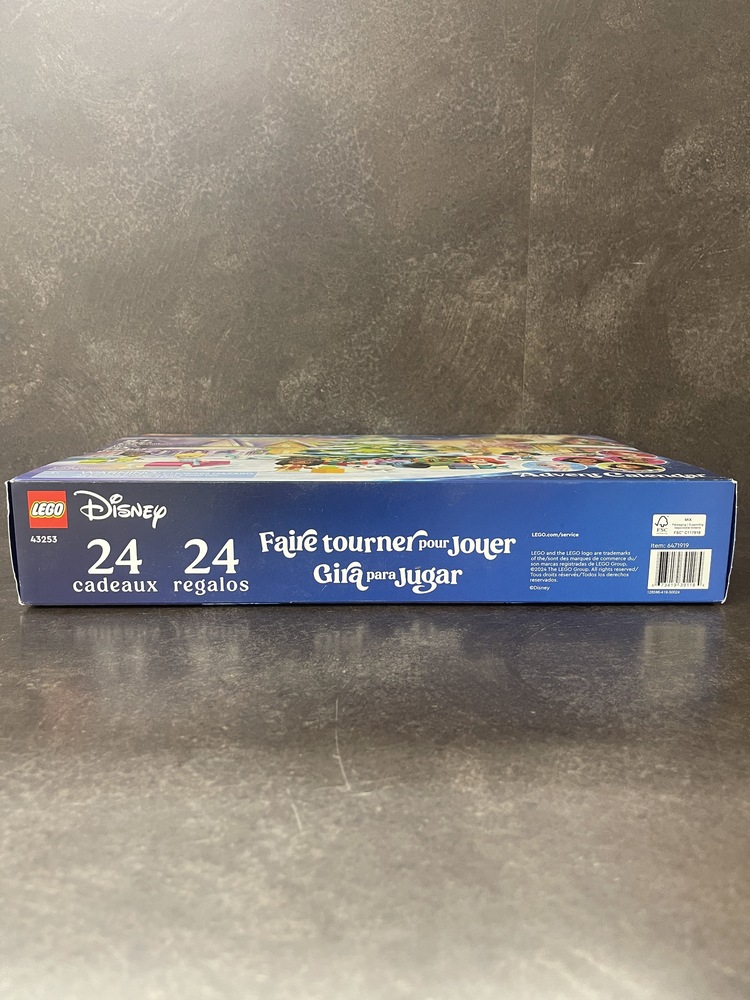 Advent Calendar
LEGO
Disney
43253
24
cadeaux
24
regalos
Faire tourner pour Jouer
Gira para Jugar
LEGO.com/service
LEGO and the LEGO logo are trademarks
of the/sont des marques de commerce du/
son marcas registradas de LEGO Group.
©2024 The LEGO Group. All rights reserved/
Tous droits réservés/Todos los derechos
reservados.
©Disney
FSC
MIX
FSC® C117818
Item: 6471919